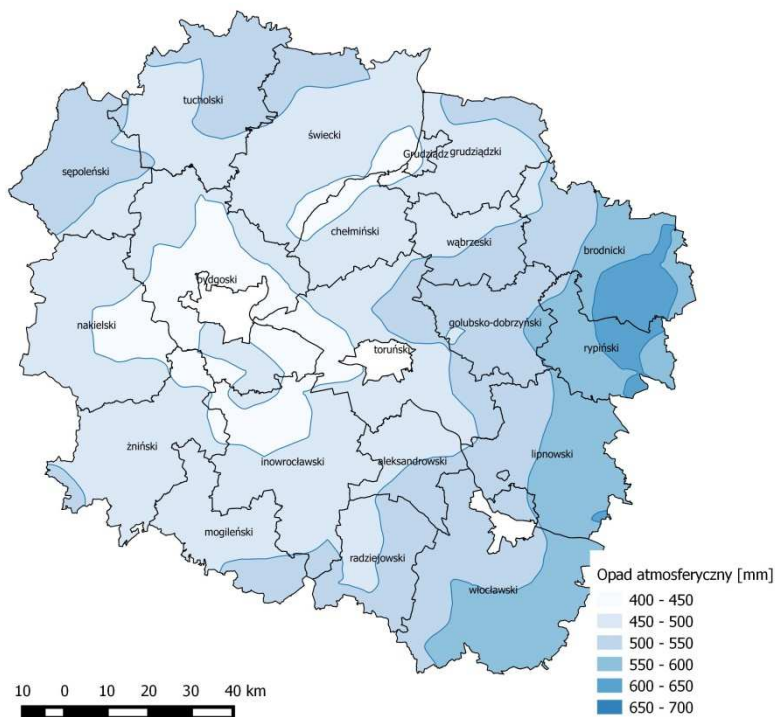 tucholski
świecki
Grudziądz
grudziądzki
sępoleński
chełmiński
wąbrzeski
brodnicki
bydgoski
nakielski
golubsko-dobrzyński
toruński
rypiński
żniński
inowrocławski
aleksandrowski
lipnowski
mogileński
radziejowski
włocławski
Opad atmosferyczny [mm]
400 - 450
450 - 500
500 - 550
550 - 600
600 - 650
650 - 700
10 0 10 20 30 40 km